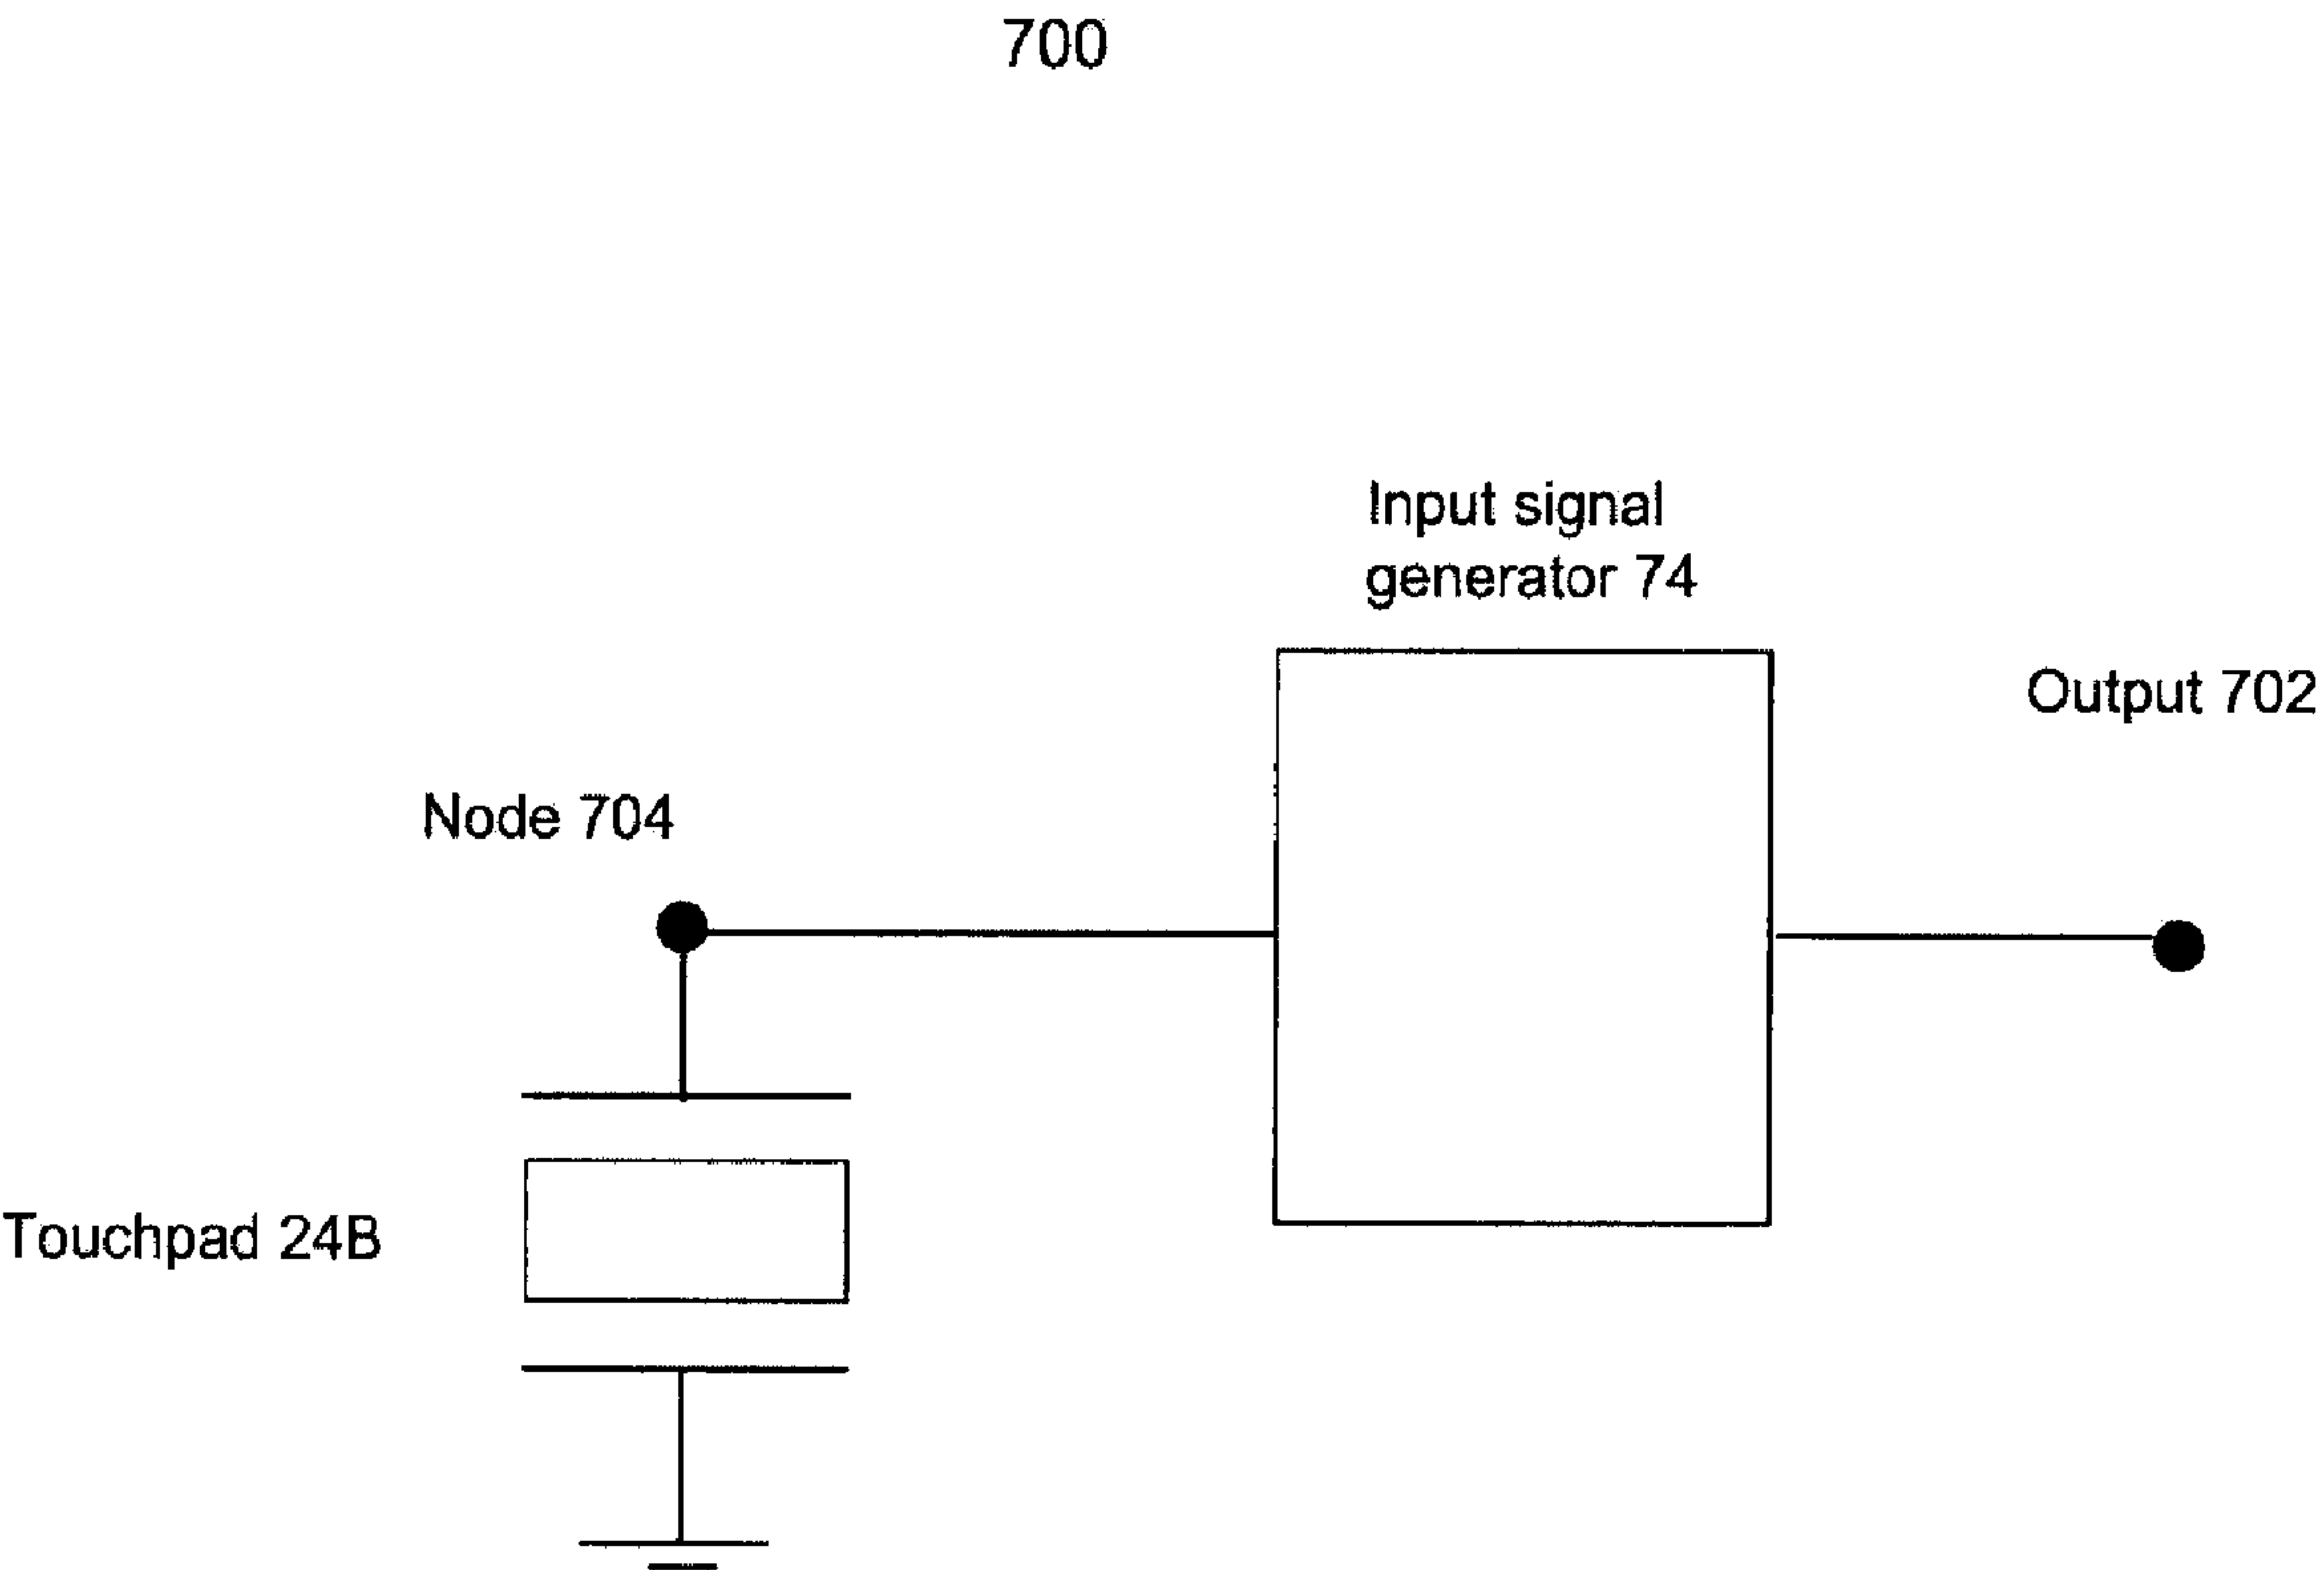 700
Input signal
generator 74
Output 702
Node 704
Touchpad 24B